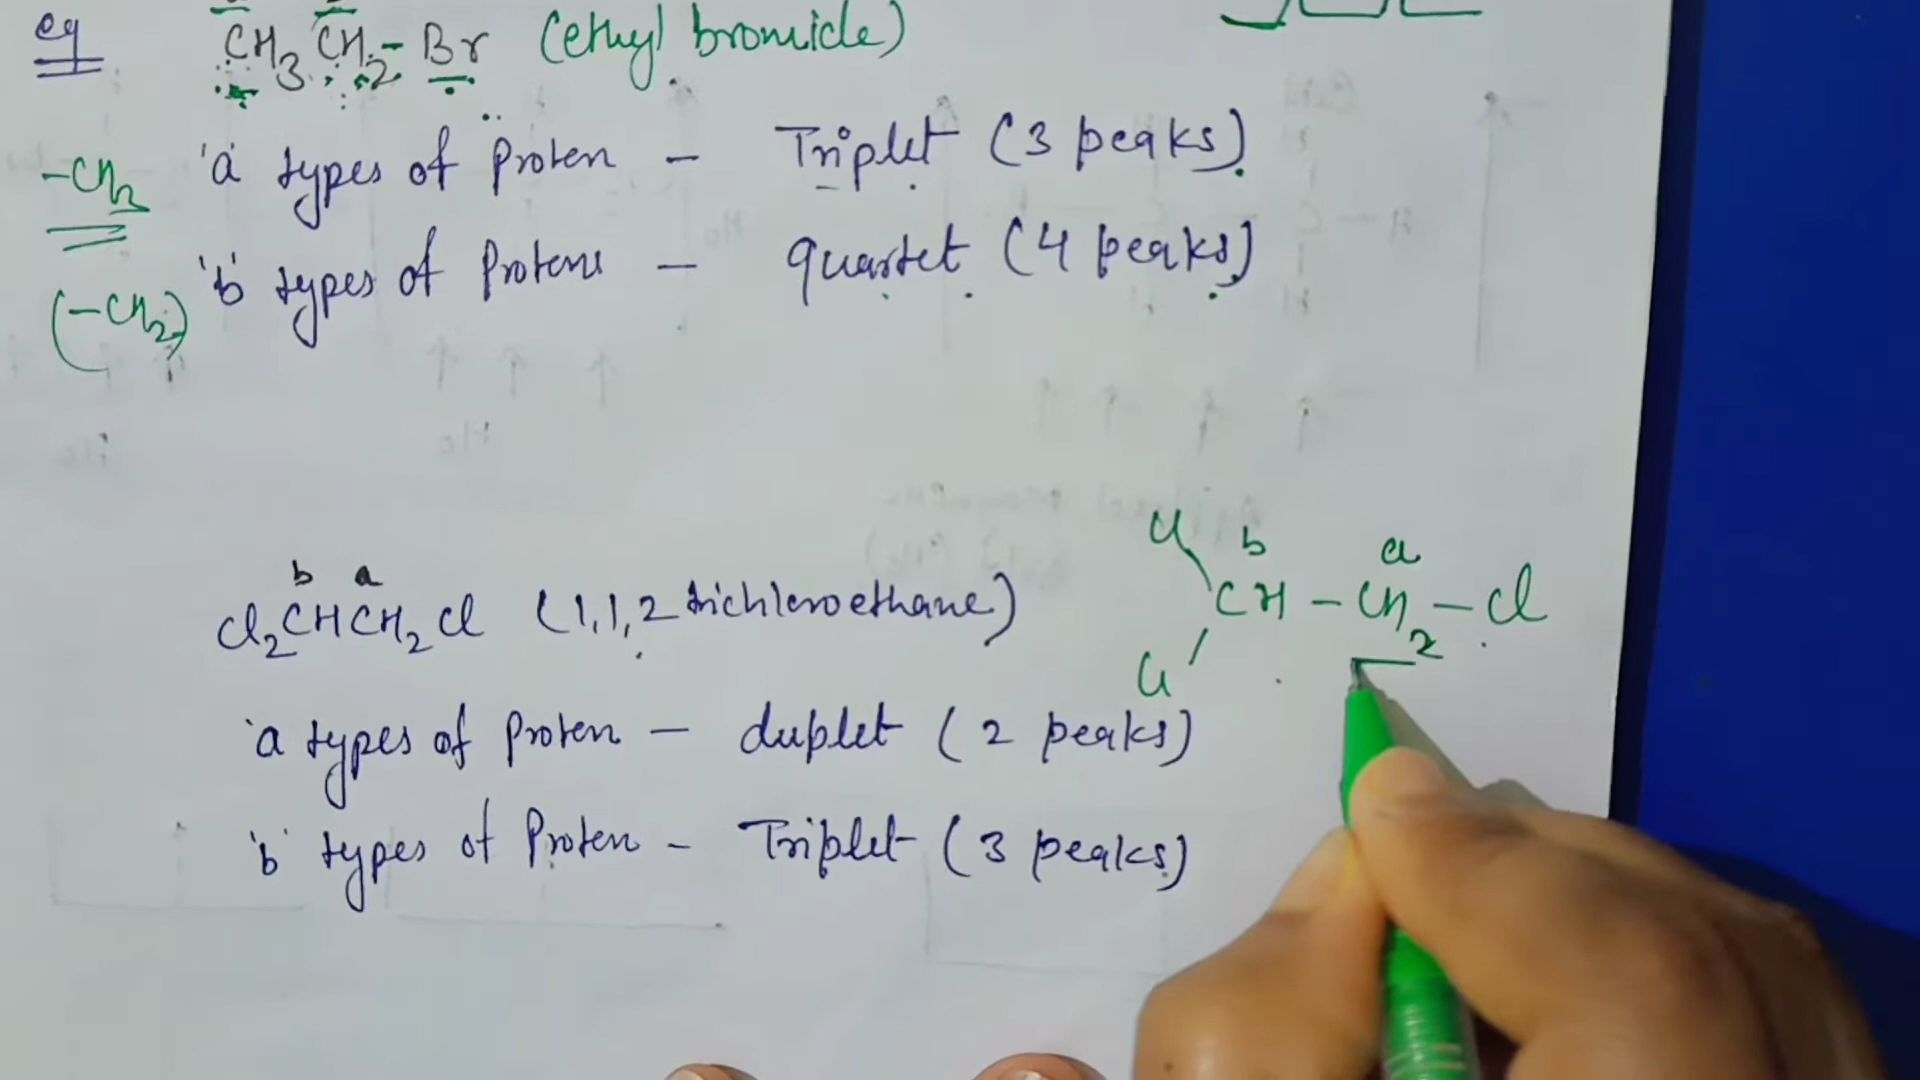 eg CH3 CH2-Br (ethyl bromide)
-CH2
'a' types of Proton - Triplet (3 peaks)
(-CH2)
'b' types of Protons - quartet (4 peaks)
b a
Cl2CHCH2Cl (1,1,2 trichloroethane)
Cl b a
CH - CH2 - Cl
Cl
'a types of Proton - duplet (2 peaks)
'b' types of Proton - Triplet (3 peaks)